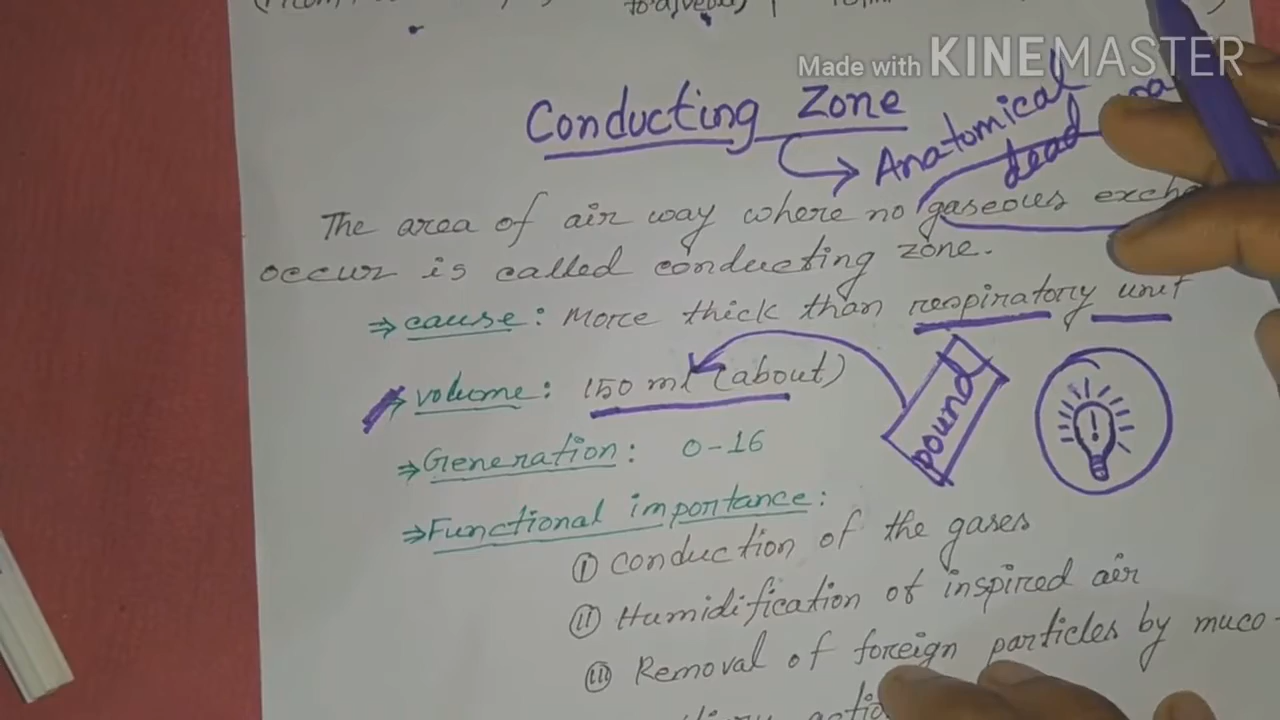 Made with KINEMASTER
Conducting Zone
Anatomical
dead
The area of air way where no gaseous
occur is called conducting zone.
⇒ cause: More thick than respiratory unit
⇒ volume: 150 ml (about)
pound
⇒ Generation: 0-16
⇒ Functional importance:
(i) Conduction of the gases
(ii) Humidification of inspired air
(iii) Removal of foreign particles by muco-